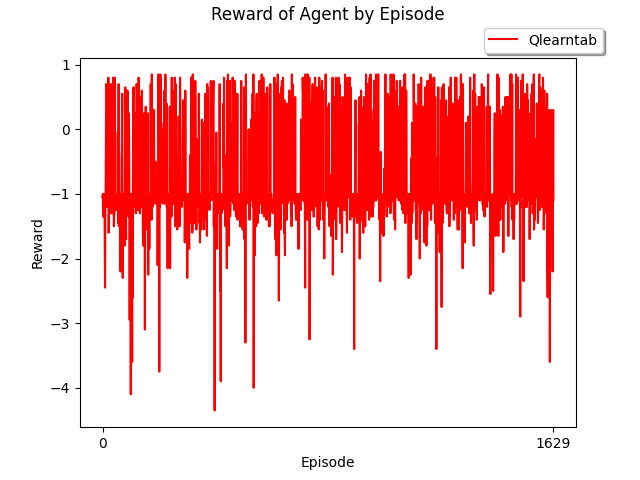 Reward of Agent by Episode
Qlearntab
1
0
−1
−2
−3
−4
Reward
0
1629
Episode